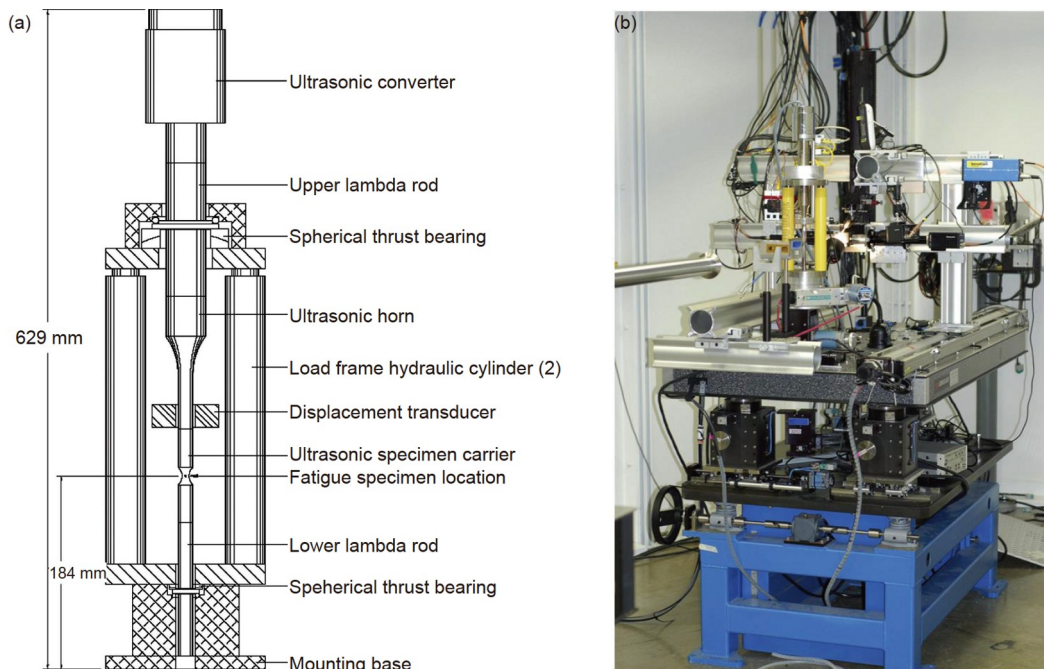 (a)
Ultrasonic converter
Upper lambda rod
Spherical thrust bearing
Ultrasonic horn
629 mm
Load frame hydraulic cylinder (2)
Displacement transducer
Ultrasonic specimen carrier
Fatigue specimen location
Lower lambda rod
184 mm
Speherical thrust bearing
Mounting base
(b)